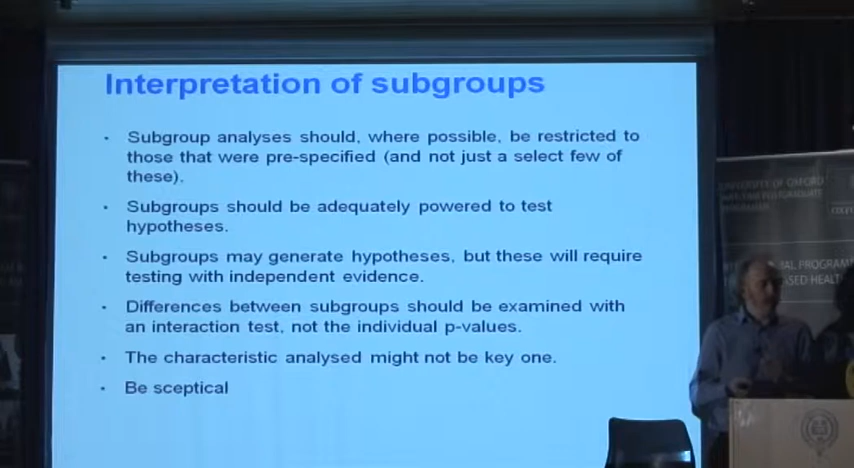 Interpretation of subgroups
• Subgroup analyses should, where possible, be restricted to
those that were pre-specified (and not just a select few of
these).
• Subgroups should be adequately powered to test
hypotheses.
• Subgroups may generate hypotheses, but these will require
testing with independent evidence.
• Differences between subgroups should be examined with
an interaction test, not the individual p-values.
• The characteristic analysed might not be key one.
• Be sceptical
UNIVERSITY OF OXFORD
PROGRAMME